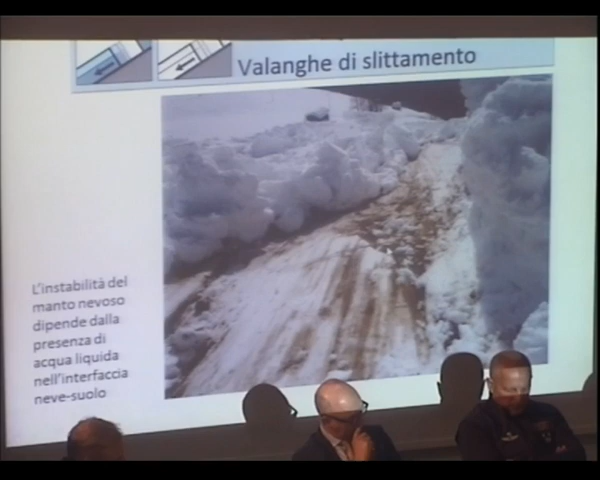 Valanghe di slittamento
L'instabilità del
manto nevoso
dipende dalla
presenza di
acqua liquida
nell'interfaccia
neve-suolo